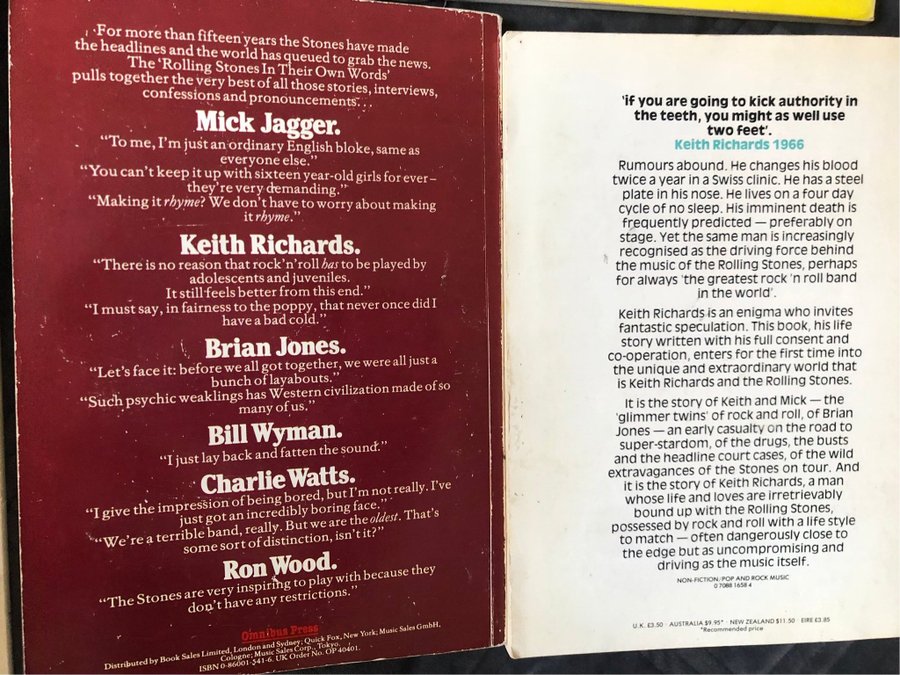 For more than fifteen years the Stones have made
the headlines and the world has queued to grab the news.
The 'Rolling Stones In Their Own Words'
pulls together the very best of all those stories, interviews,
confessions and pronouncements...
Mick Jagger.
“To me, I'm just an ordinary English bloke, same as
everyone else.”
“You can't keep it up with sixteen year-old girls for ever–
they're very demanding.”
“Making it rhyme? We don't have to worry about making
it rhyme.”
Keith Richards.
“There is no reason that rock'n'roll has to be played by
adolescents and juveniles.
It still feels better from this end.”
“I must say, in fairness to the poppy, that never once did I
have a bad cold.”
Brian Jones.
“Let's face it: before we all got together, we were all just a
bunch of layabouts.”
“Such psychic weaklings has Western civilization made of so
many of us.”
Bill Wyman.
“I just lay back and fatten the sound.”
Charlie Watts.
“I give the impression of being bored, but I'm not really. I've
just got an incredibly boring face.”
“We're a terrible band, really. But we are the oldest. That's
some sort of distinction, isn't it?”
Ron Wood.
“The Stones are very inspiring to play with because they
don't have any restrictions.”
Omnibus Press
Distributed by Book Sales Limited, London and Sydney; Quick Fox, New York; Music Sales GmbH,
Cologne; Music Sales Corp., Tokyo.
ISBN 0-86001-541-6. UK Order No. OP 40401.
'if you are going to kick authority in
the teeth, you might as well use
two feet'.
Keith Richards 1966
Rumours abound. He changes his blood
twice a year in a Swiss clinic. He has a steel
plate in his nose. He lives on a four day
cycle of no sleep. His imminent death is
frequently predicted — preferably on
stage. Yet the same man is increasingly
recognised as the driving force behind
the music of the Rolling Stones, perhaps
for always 'the greatest rock 'n roll band
in the world'.
Keith Richards is an enigma who invites
fantastic speculation. This book, his life
story written with his full consent and
co-operation, enters for the first time into
the unique and extraordinary world that
is Keith Richards and the Rolling Stones.
It is the story of Keith and Mick — the
'glimmer twins' of rock and roll, of Brian
Jones — an early casualty on the road to
super-stardom, of the drugs, the busts
and the headline court cases, of the wild
extravagances of the Stones on tour. And
it is the story of Keith Richards, a man
whose life and loves are irretrievably
bound up with the Rolling Stones,
possessed by rock and roll with a life style
to match — often dangerously close to
the edge but as uncompromising and
driving as the music itself.
NON-FICTION/POP AND ROCK MUSIC
0 7088 1658 4
U.K. £3.50 · AUSTRALIA $9.95* · NEW ZEALAND $11.50 · EIRE £3.85
*Recommended price